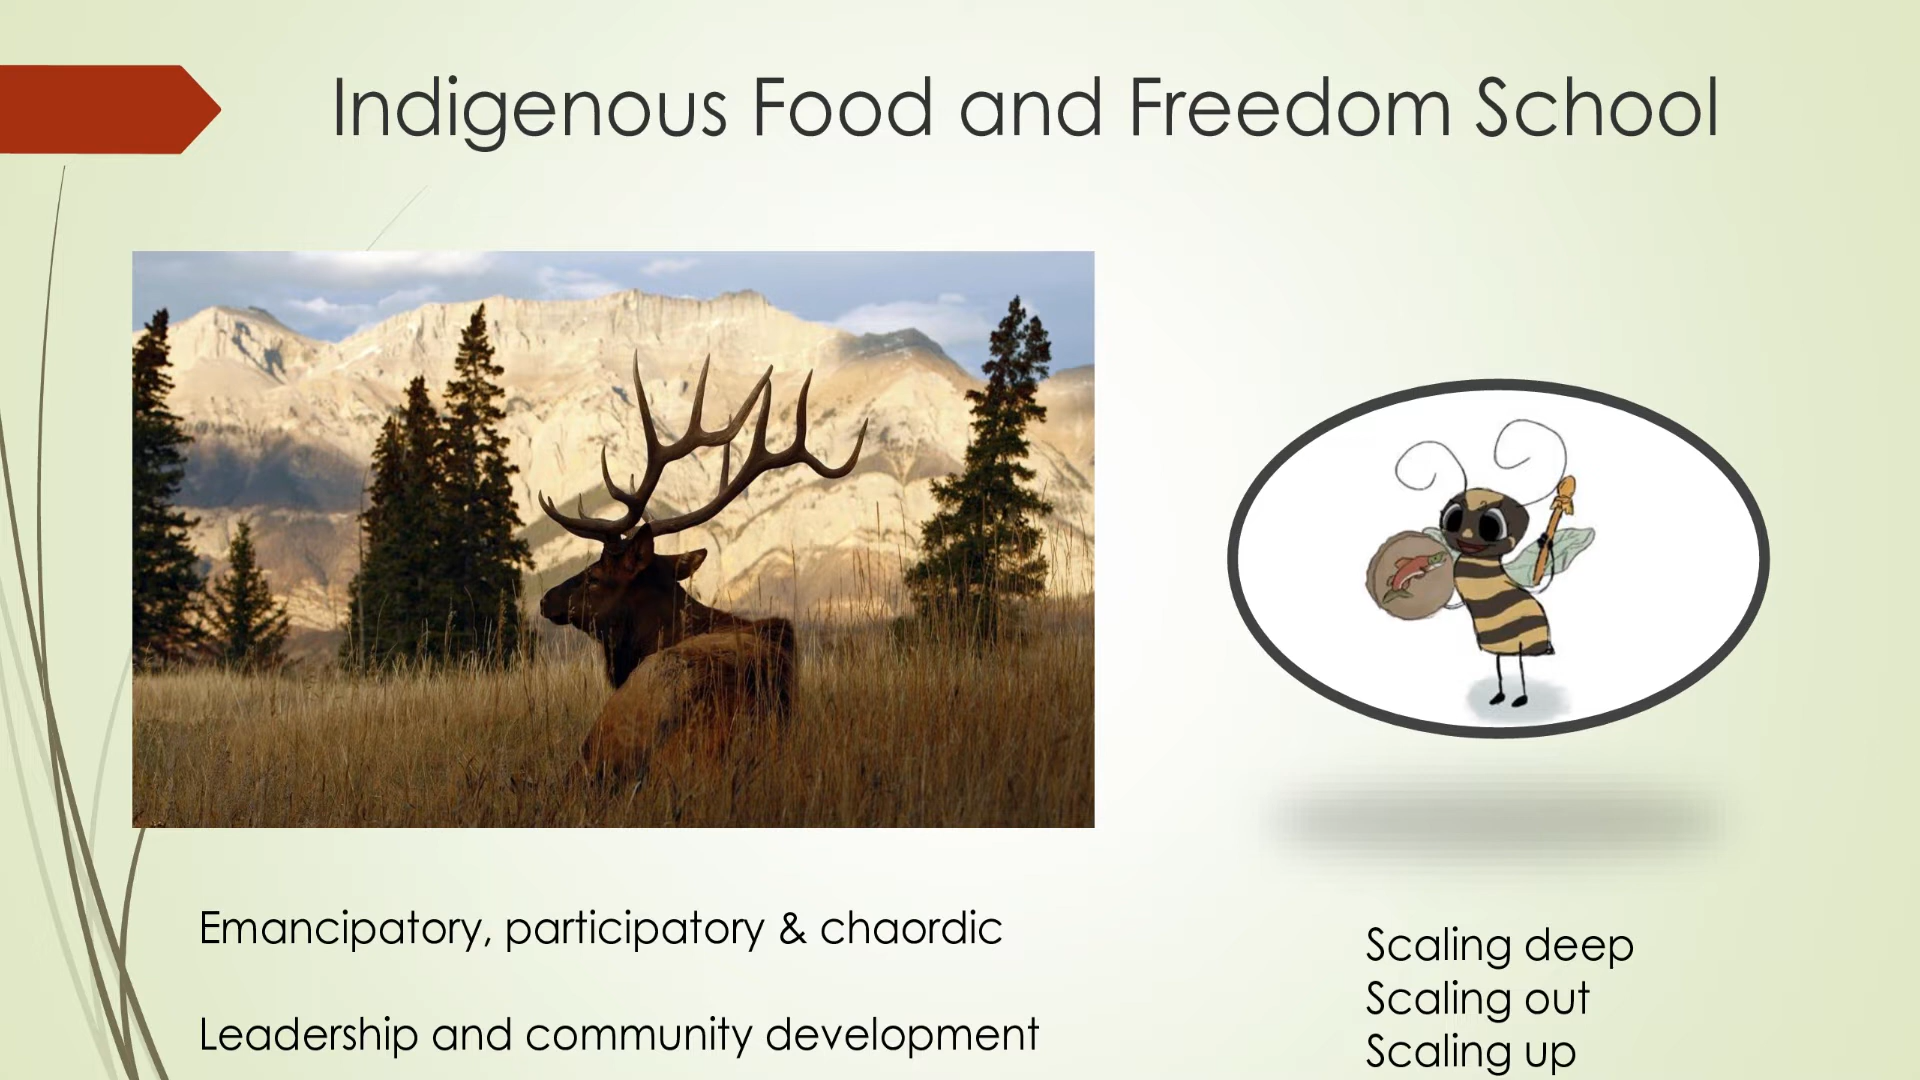 Indigenous Food and Freedom School
Emancipatory, participatory & chaordic
Leadership and community development
Scaling deep
Scaling out
Scaling up